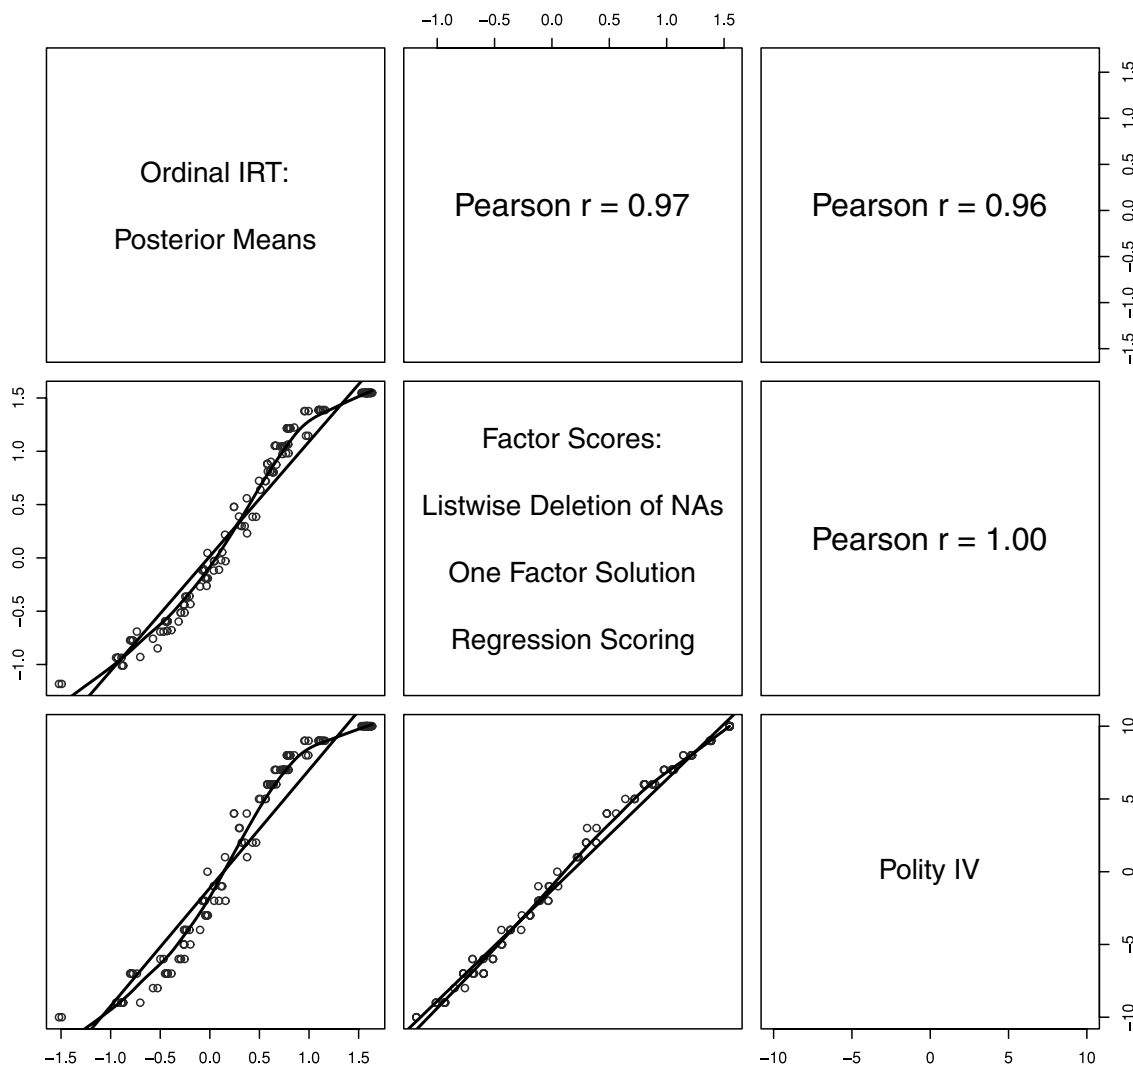 −1.0 −0.5 0.0 0.5 1.0 1.5
Ordinal IRT:
Posterior Means
Pearson r = 0.97
Pearson r = 0.96
1.5
1.0
0.5
0.0
−0.5
−1.0
−1.5
1.5
1.0
0.5
0.0
−0.5
−1.0
Factor Scores:
Listwise Deletion of NAs
One Factor Solution
Regression Scoring
Pearson r = 1.00
Polity IV
10
5
0
−5
−10
−1.5 −1.0 −0.5 0.0 0.5 1.0 1.5
−10 −5 0 5 10